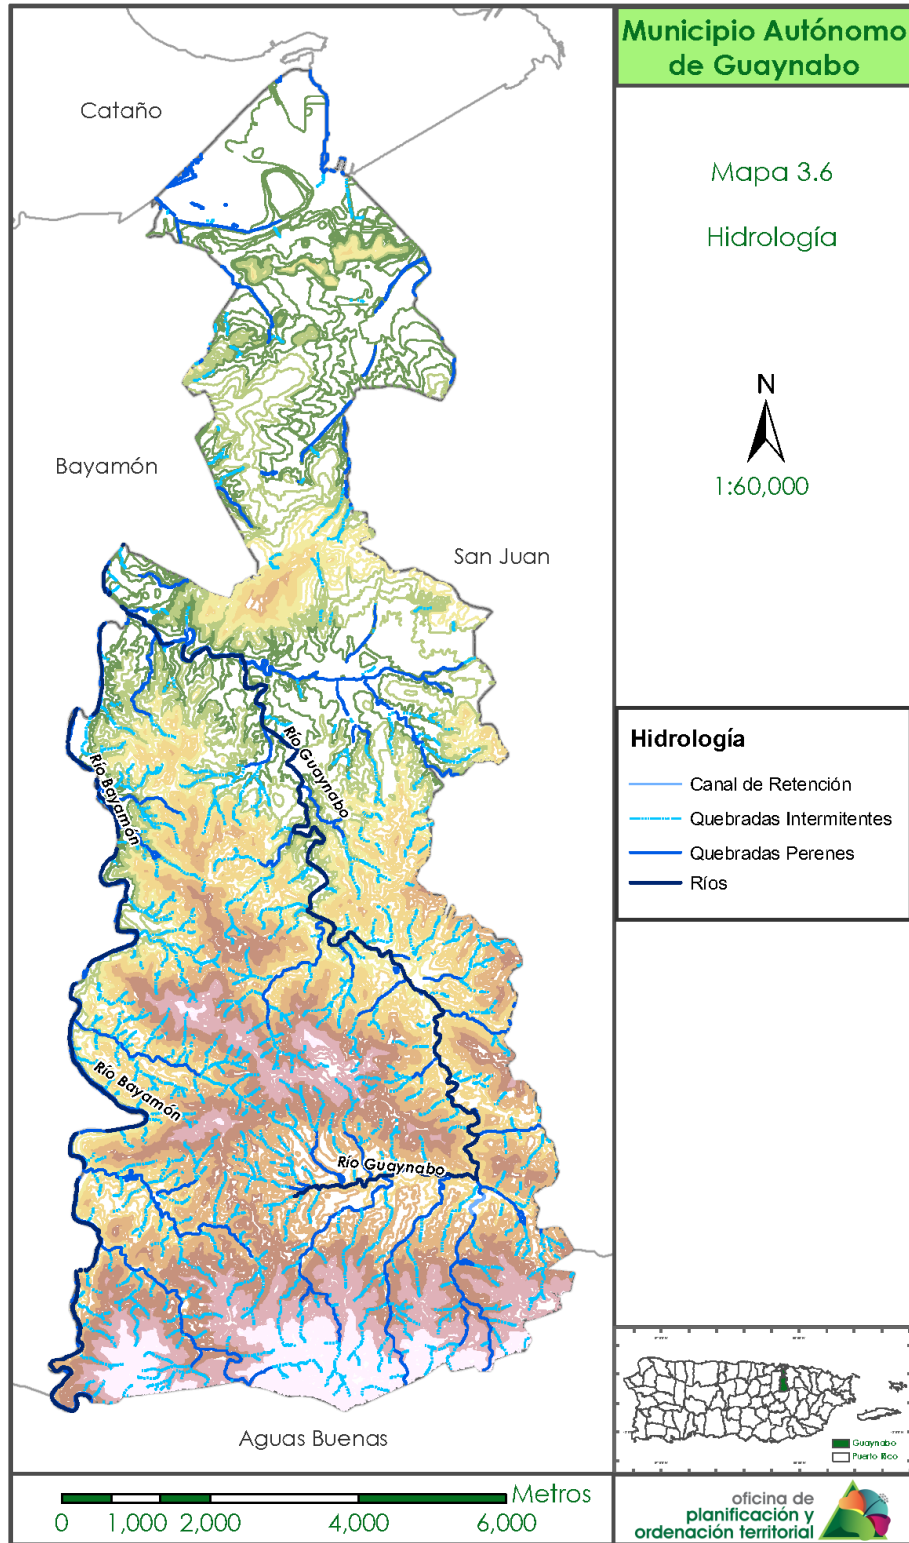 Municipio Autónomo
de Guaynabo
Mapa 3.6
Hidrología
N
1:60,000
Cataño
Bayamón
San Juan
Río Guaynabo
Río Bayamón
Río Bayamón
Río Guaynabo
Aguas Buenas
Hidrología
Canal de Retención
Quebradas Intermitentes
Quebradas Perenes
Ríos
Guaynabo
Puerto Rico
Metros
0 1,000 2,000 4,000 6,000
oficina de
planificación y
ordenación territorial